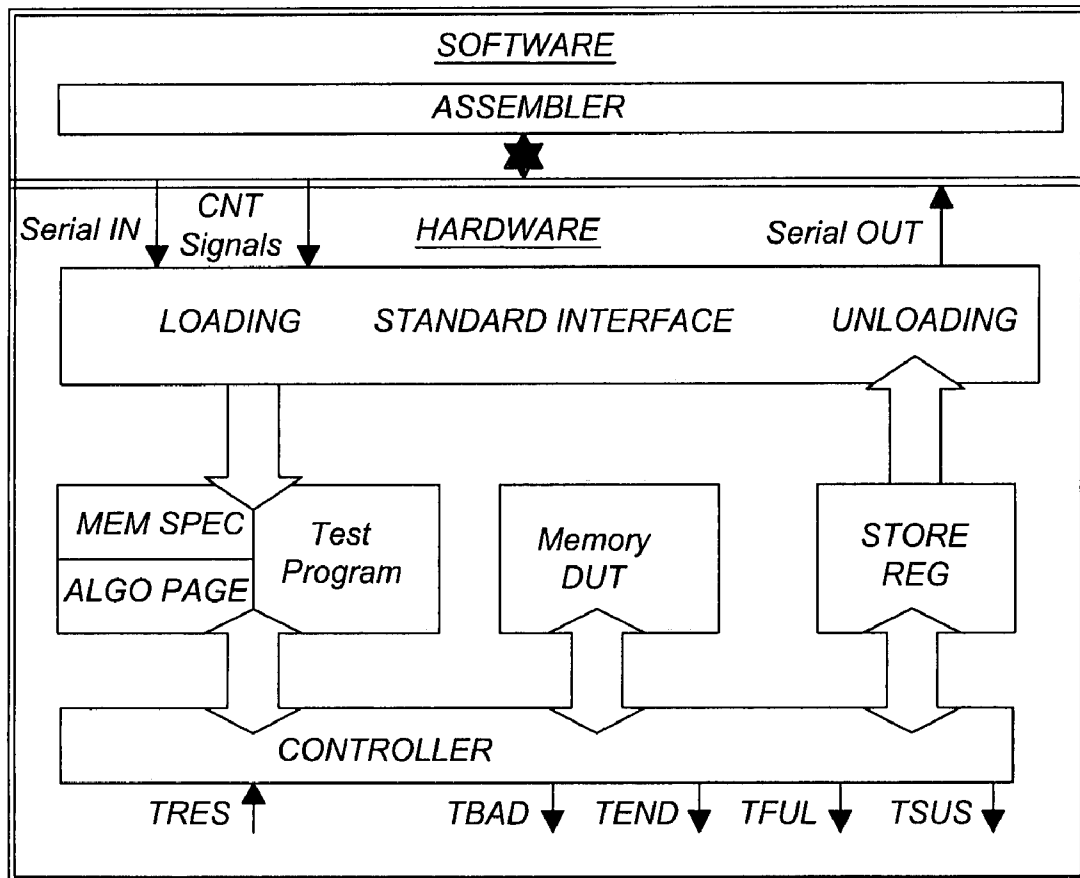 SOFTWARE
ASSEMBLER
Serial IN
CNT
Signals
HARDWARE
Serial OUT
LOADING
STANDARD INTERFACE
UNLOADING
MEM SPEC
ALGO PAGE
Test
Program
Memory
DUT
STORE
REG
CONTROLLER
TRES
TBAD
TEND
TFUL
TSUS